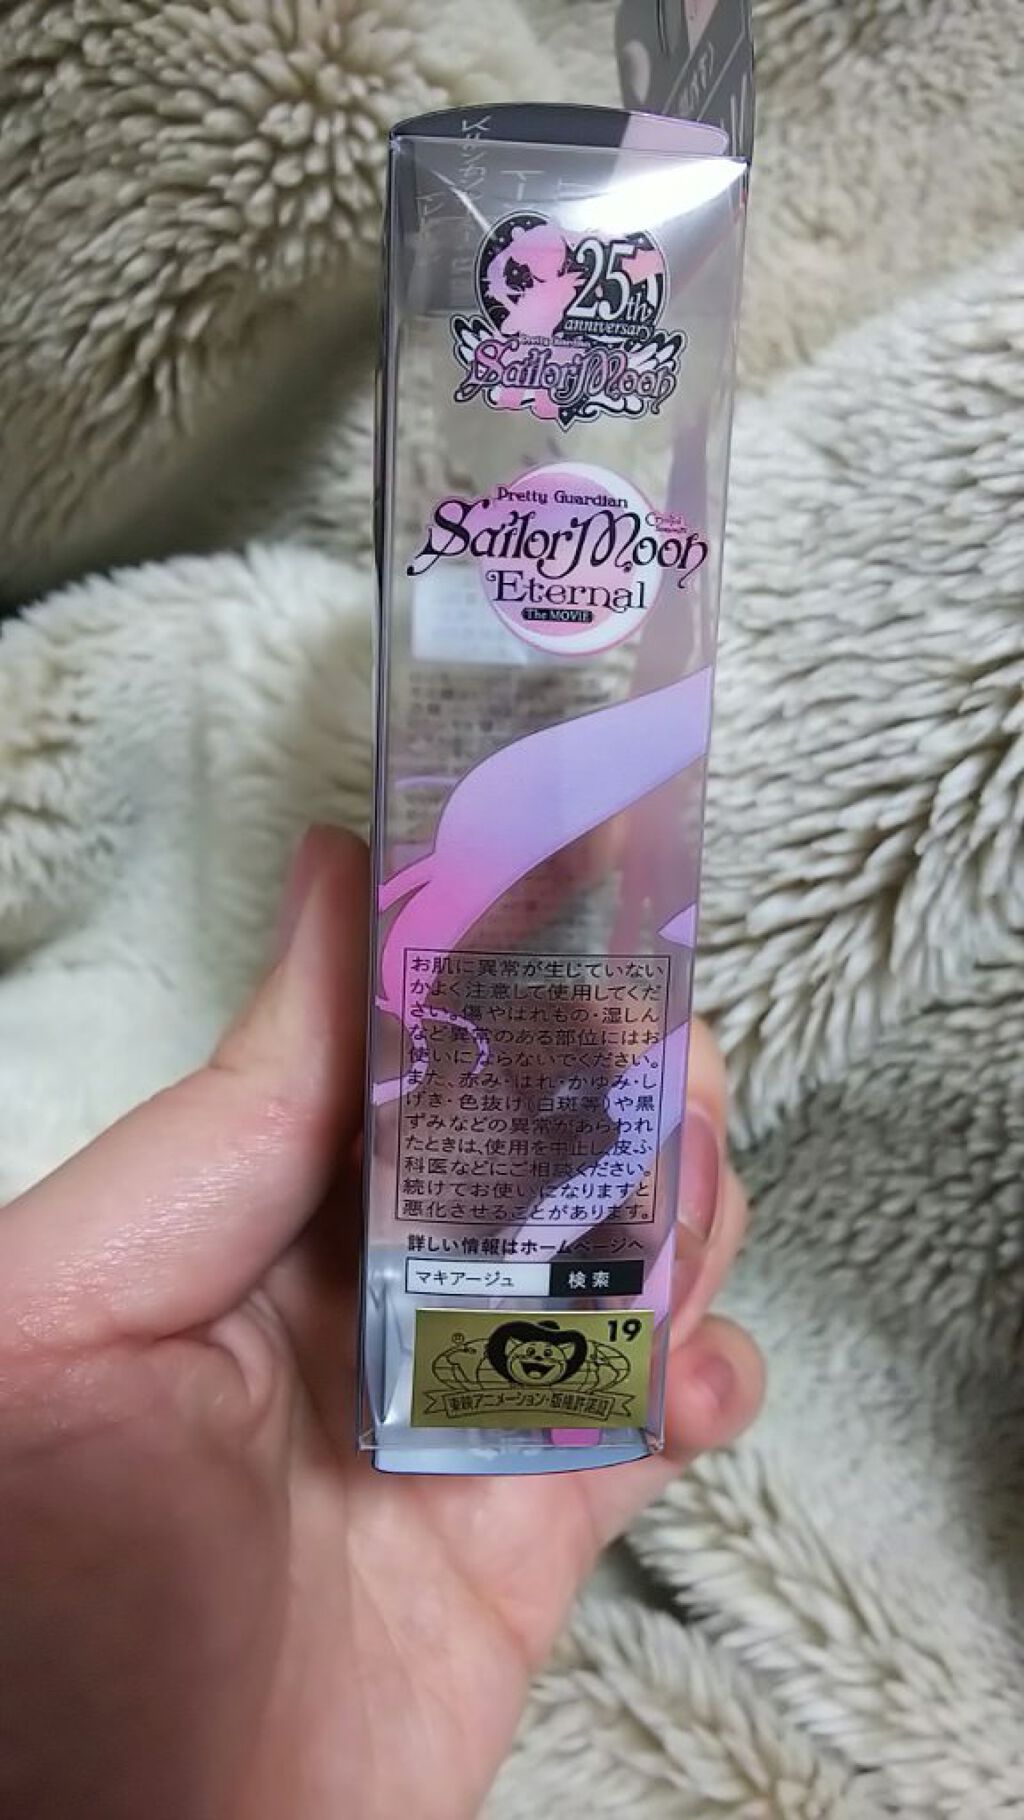 25th
anniversary
Pretty Guardian
Sailor Moon
Pretty Guardian
Sailor Moon
Eternal
The MOVIE
お肌に異常が生じていない
かよく注意して使用してくだ
さい。傷やはれもの・湿しん
など異常のある部位にはお
使いにならないでください。
また、赤み・はれ・かゆみ・し
げき・色抜け(白斑等)や黒
ずみなどの異常があらわれ
たときは、使用を中止し、皮ふ
科医などにご相談ください。
続けてお使いになりますと
悪化させることがあります。
詳しい情報はホームページへ
マキアージュ 検索
19
®
東映アニメーション・版権許諾証